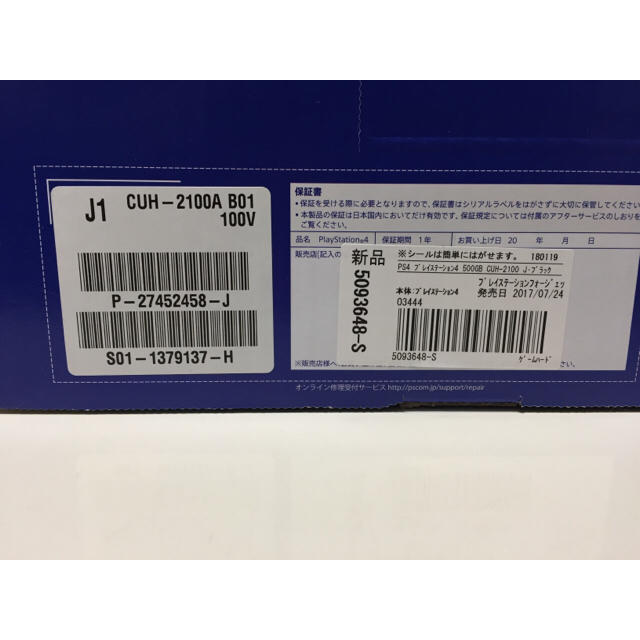 J1 CUH-2100A B01
100V
P-27452458-J
S01-1379137-H
保証書
・保証を受ける際に必要となりますので、保証書はシリアルラベルをはがさずに大切に保管してください
・本製品の保証は日本国内においてだけ有効です。保証規定については付属のアフターサービスのしおりを
ご覧ください。
品名 PlayStation®4 保証期間 1年 お買い上げ日 20 年 月 日
販売店(記入の
新品
5093648-S
※シールは簡単にはがせます。 180119
PS4 プレイステーション4 500GB CUH-2100 J・ブラック
プレイステーションフォージェッ
本体:プレイステーション4 発売日 2017/07/24
03444
5093648-S ゲームハード
※販売店様へ
さい。
オンライン修理受付サービス http://pscom.jp/support/repair